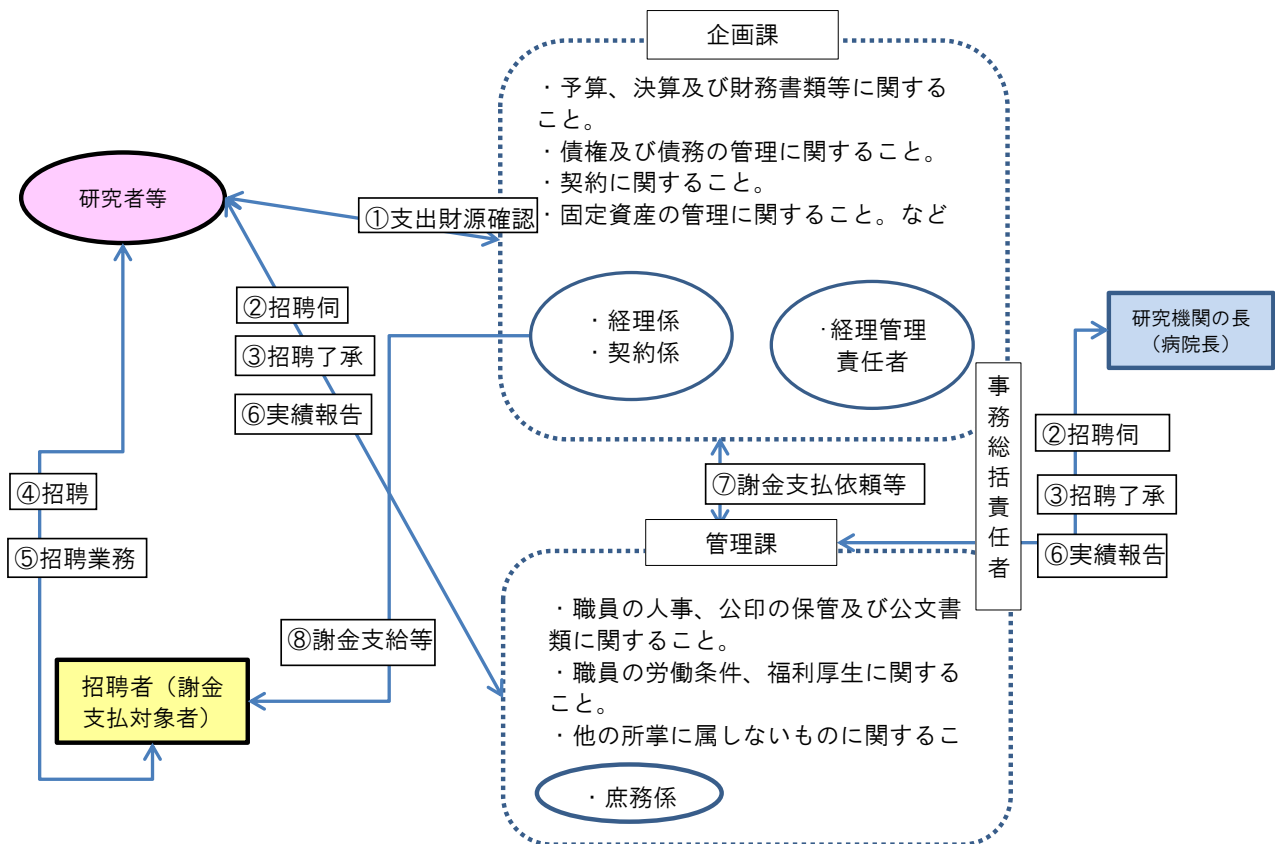 企画課
・予算、決算及び財務書類等に関する
こと。
・債権及び債務の管理に関すること。
・契約に関すること。
・固定資産の管理に関すること。など
研究者等
①支出財源確認
②招聘伺
③招聘了承
⑥実績報告
・経理係
・契約係
・経理管理
責任者
研究機関の長
（病院長）
事務総括責任者
②招聘伺
③招聘了承
⑥実績報告
④招聘
⑤招聘業務
⑦謝金支払依頼等
管理課
・職員の人事、公印の保管及び公文書
類に関すること。
・職員の労働条件、福利厚生に関する
こと。
・他の所掌に属しないものに関するこ
・庶務係
⑧謝金支給等
招聘者（謝金
支払対象者）